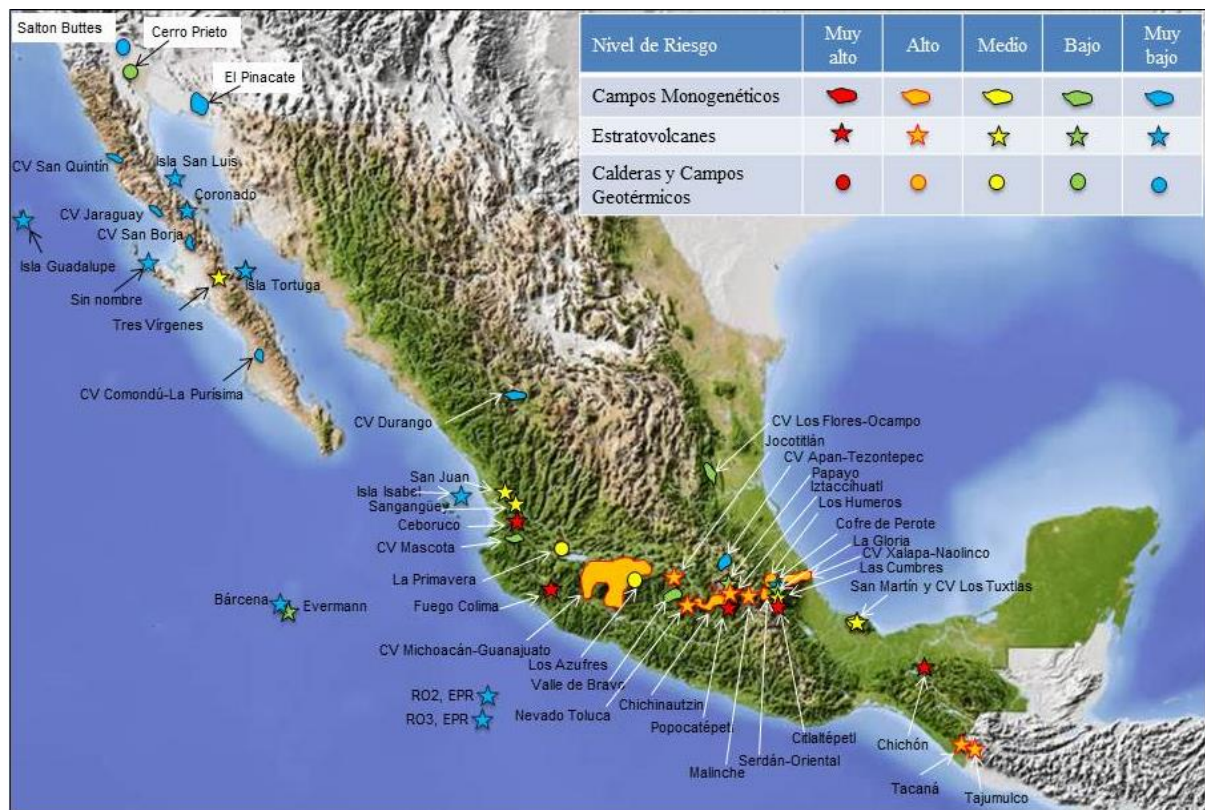 Salton Buttes
Cerro Prieto
El Pinacate
Nivel de Riesgo
Muy alto
Alto
Medio
Bajo
Muy bajo
Campos Monogenéticos
Estratovolcanes
Calderas y Campos
Geotérmicos
CV San Quintín
Isla San Luis
Coronado
CV Jaraguay
CV San Borja
Isla Guadalupe
Sin nombre
Isla Tortuga
Tres Vírgenes
CV Comondú-La Purísima
CV Durango
CV Los Flores-Ocampo
Jocotitlán
CV Apan-Tezontepec
Papayo
Iztaccíhuatl
Los Humeros
Cofre de Perote
La Gloria
CV Xalapa-Naolinco
Las Cumbres
San Martín y CV Los Tuxtlas
San Juan
Isla Isabel
Sangangüey
Ceboruco
CV Mascota
La Primavera
Fuego Colima
Bárcena
Evermann
CV Michoacán-Guanajuato
Los Azufres
Valle de Bravo
RO2, EPR
RO3, EPR
Nevado Toluca
Chichinautzin
Popocatépetl
Malinche
Serdán-Oriental
Citlaltépetl
Chichón
Tacaná
Tajumulco